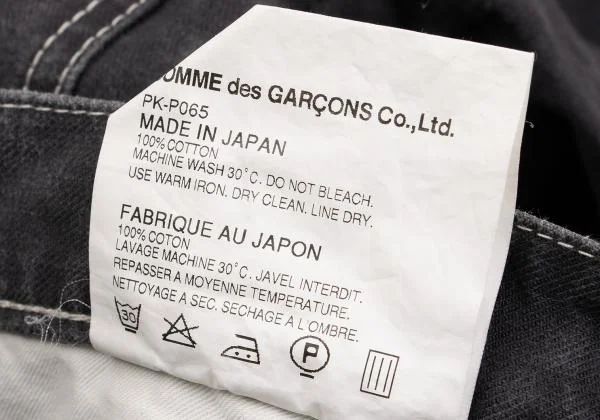 COMME des GARÇONS Co.,Ltd.
PK-P065
MADE IN JAPAN
100% COTTON
MACHINE WASH 30°C. DO NOT BLEACH.
USE WARM IRON. DRY CLEAN. LINE DRY.
FABRIQUE AU JAPON
100% COTON
LAVAGE MACHINE 30°C. JAVEL INTERDIT.
REPASSER A MOYENNE TEMPERATURE.
NETTOYAGE A SEC. SECHAGE A L'OMBRE.
30 P